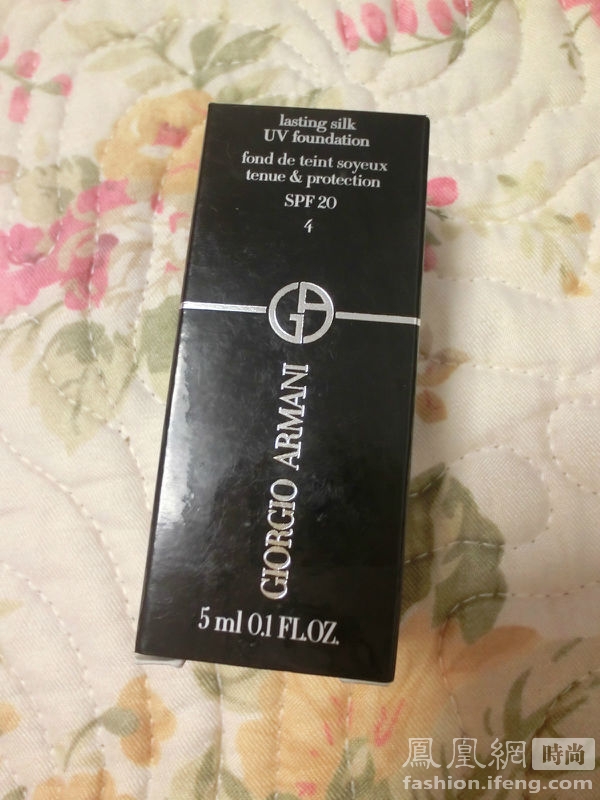 lasting silk
UV foundation
fond de teint soyeux
tenue & protection
SPF 20
4
GA
GIORGIO ARMANI
5 ml 0.1 FL.OZ.
鳳凰網 時尚
fashion.ifeng.com